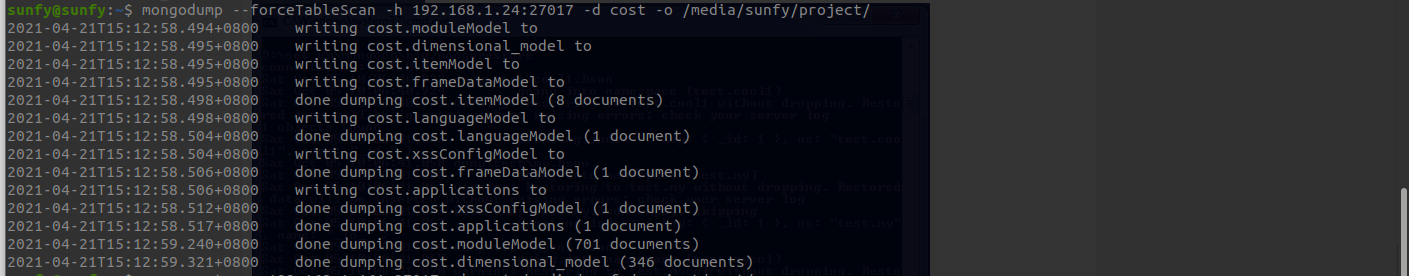 sunfy@sunfy:~$ mongodump --forceTableScan -h 192.168.1.24:27017 -d cost -o /media/sunfy/project/
2021-04-21T15:12:58.494+0800 writing cost.moduleModel to
2021-04-21T15:12:58.495+0800 writing cost.dimensional_model to
2021-04-21T15:12:58.495+0800 writing cost.itemModel to
2021-04-21T15:12:58.495+0800 writing cost.frameDataModel to
2021-04-21T15:12:58.498+0800 done dumping cost.itemModel (8 documents)
2021-04-21T15:12:58.498+0800 writing cost.languageModel to
2021-04-21T15:12:58.504+0800 done dumping cost.languageModel (1 document)
2021-04-21T15:12:58.504+0800 writing cost.xssConfigModel to
2021-04-21T15:12:58.506+0800 done dumping cost.frameDataModel (1 document)
2021-04-21T15:12:58.506+0800 writing cost.applications to
2021-04-21T15:12:58.512+0800 done dumping cost.xssConfigModel (1 document)
2021-04-21T15:12:58.517+0800 done dumping cost.applications (1 document)
2021-04-21T15:12:59.240+0800 done dumping cost.moduleModel (701 documents)
2021-04-21T15:12:59.321+0800 done dumping cost.dimensional_model (346 documents)